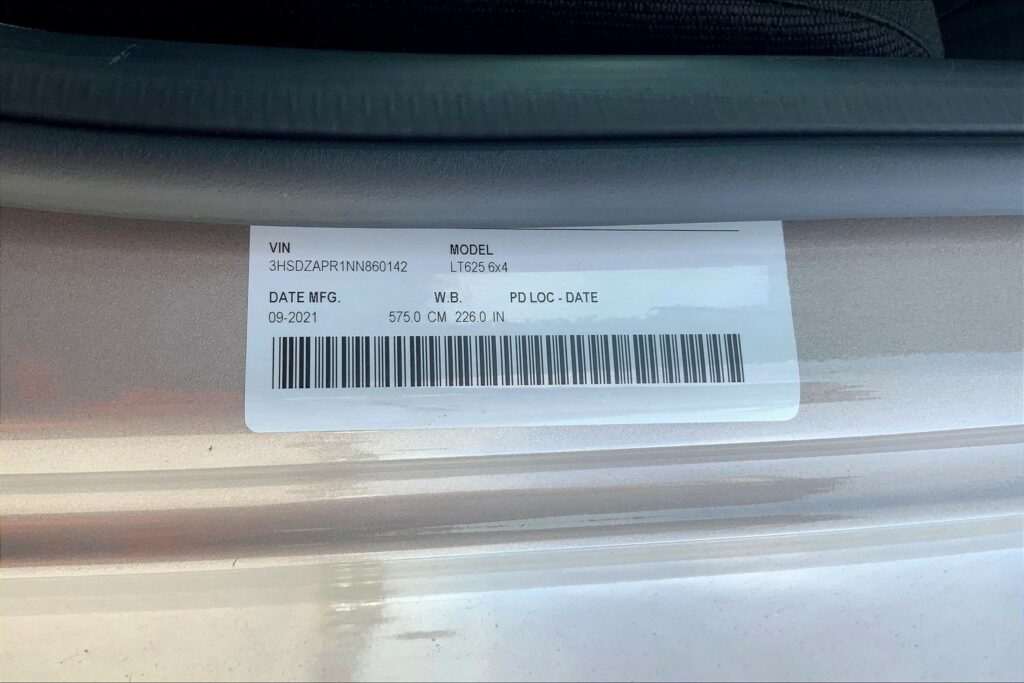 VIN MODEL
3HSDZAPR1NN860142 LT625 6x4
DATE MFG. W.B. PD LOC - DATE
09-2021 575.0 CM 226.0 IN